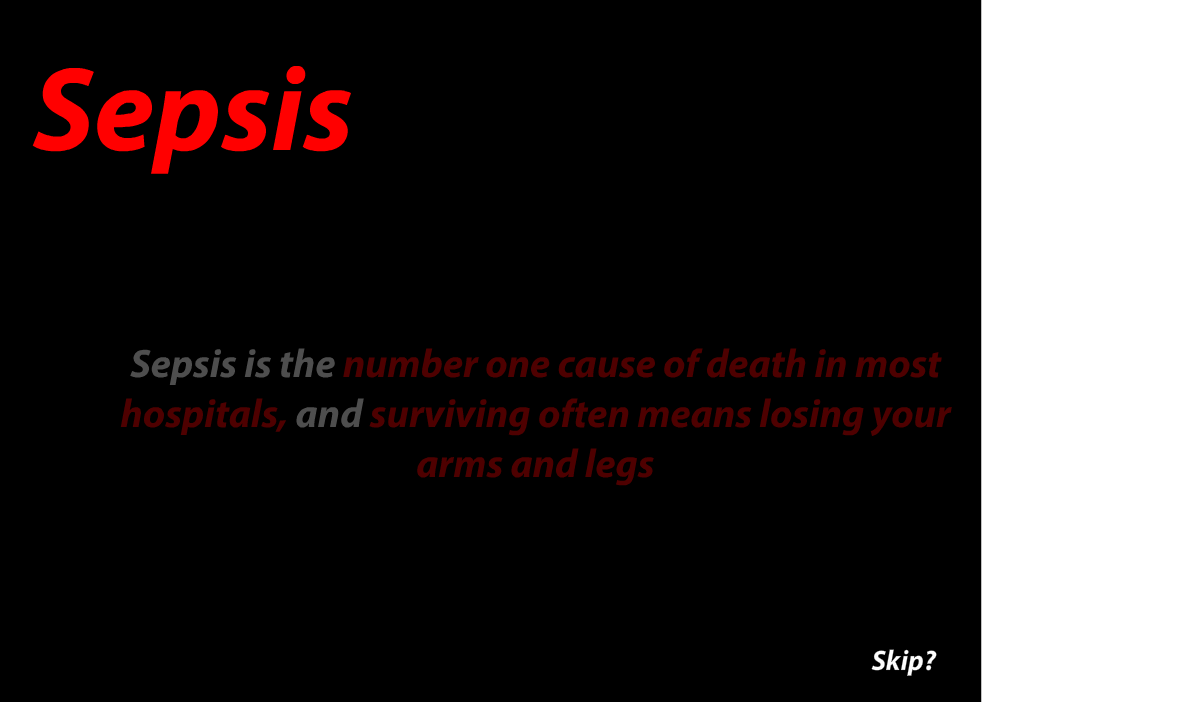 Sepsis
Sepsis is the number one cause of death in most
hospitals, and surviving often means losing your
arms and legs
Skip?